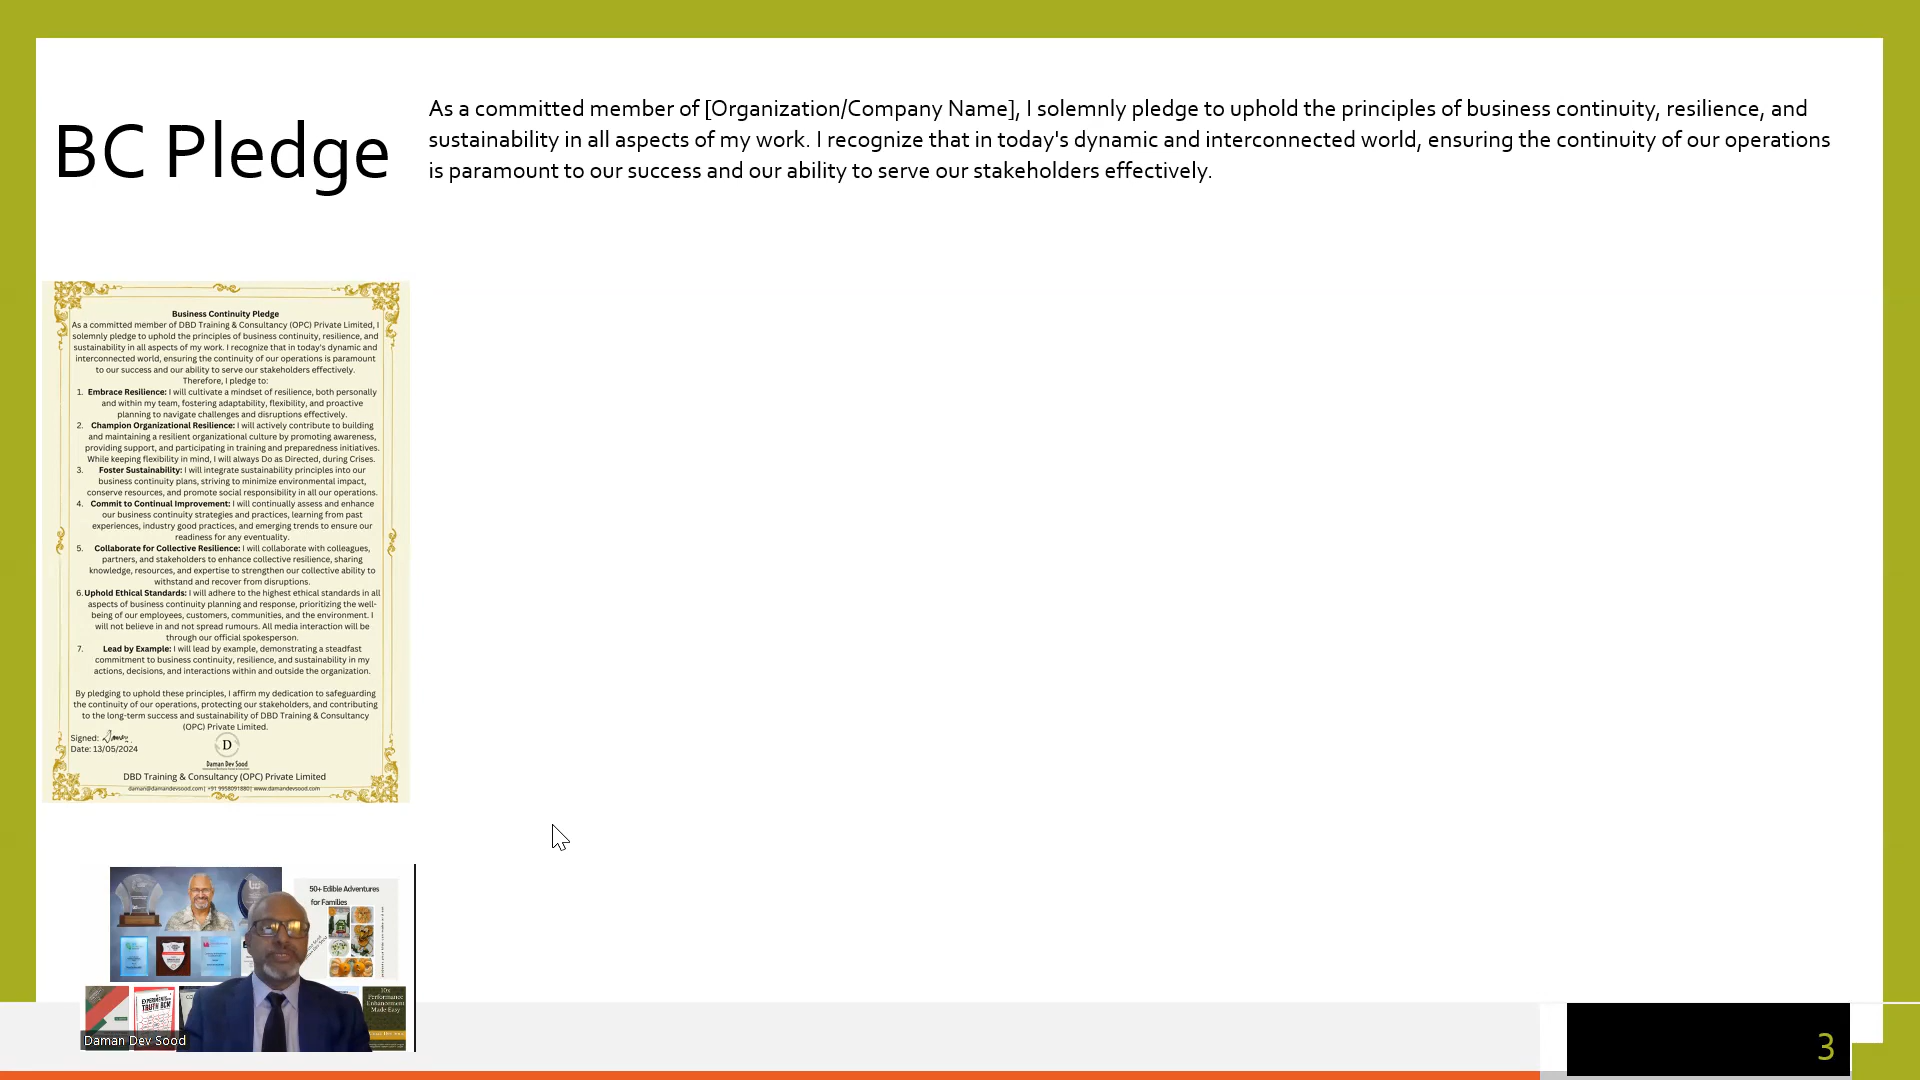 BC Pledge
As a committed member of [Organization/Company Name], I solemnly pledge to uphold the principles of business continuity, resilience, and
sustainability in all aspects of my work. I recognize that in today's dynamic and interconnected world, ensuring the continuity of our operations
is paramount to our success and our ability to serve our stakeholders effectively.
Business Continuity Pledge
As a committed member of DBD Training & Consultancy (OPC) Private Limited, I
solemnly pledge to uphold the principles of business continuity, resilience, and
sustainability in all aspects of my work. I recognize that in today's dynamic and
interconnected world, ensuring the continuity of our operations is paramount
to our success and our ability to serve our stakeholders effectively.
Therefore, I pledge to:
1. Embrace Resilience: I will cultivate a mindset of resilience, both personally
and within my team, fostering adaptability, flexibility, and proactive
planning to navigate challenges and disruptions effectively.
2. Champion Organizational Resilience: I will actively contribute to building
and maintaining a resilient organizational culture by promoting awareness,
providing support, and participating in training and preparedness initiatives.
While keeping flexibility in mind, I will always Do as Directed, during Crises.
3. Foster Sustainability: I will integrate sustainability principles into our
business continuity plans, striving to minimize environmental impact,
conserve resources, and promote social responsibility in all our operations.
4. Commit to Continual Improvement: I will continually assess and enhance
our business continuity strategies and practices, learning from past
experiences, industry good practices, and emerging trends to ensure our
readiness for any eventuality.
5. Collaborate for Collective Resilience: I will collaborate with colleagues,
partners, and stakeholders to enhance collective resilience, sharing
knowledge, resources, and expertise to strengthen our collective ability to
withstand and recover from disruptions.
6. Uphold Ethical Standards: I will adhere to the highest ethical standards in all
aspects of business continuity planning and response, prioritizing the well-
being of our employees, customers, communities, and the environment. I
will not believe in and not spread rumours. All media interaction will be
through our official spokesperson.
7. Lead by Example: I will lead by example, demonstrating a steadfast
commitment to business continuity, resilience, and sustainability in my
actions, decisions, and interactions within and outside the organization.
By pledging to uphold these principles, I affirm my dedication to safeguarding
the continuity of our operations, protecting our stakeholders, and contributing
to the long-term success and sustainability of DBD Training & Consultancy
(OPC) Private Limited.
Signed:
Date: 13/05/2024
D
Daman Dev Sood
DBD Training & Consultancy (OPC) Private Limited
daman@damandevsood.com| +91 9958091880| www.damandevsood.com
50+ Edible Adventures
for Families
EXPERIMENTS
TRUTH BCM
10x
Performance
Enhancement
Made Easy
Daman Dev Sood
3